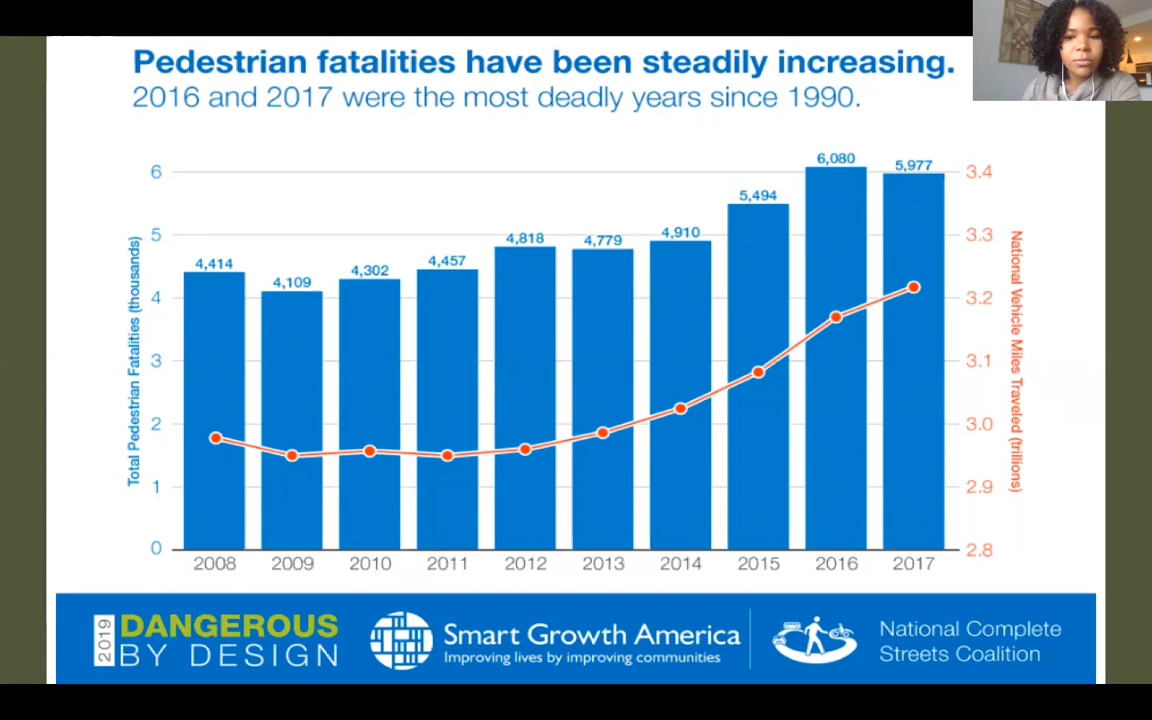 Pedestrian fatalities have been steadily increasing.
2016 and 2017 were the most deadly years since 1990.
Total Pedestrian Fatalities (thousands)
6
5
4
3
2
1
0
4,414
4,109
4,302
4,457
4,818
4,779
4,910
5,494
6,080
5,977
3.4
3.3
3.2
3.1
3.0
2.9
2.8
National Vehicle Miles Traveled (trillions)
2008 2009 2010 2011 2012 2013 2014 2015 2016 2017
2019
DANGEROUS
BY DESIGN
Smart Growth America
Improving lives by improving communities
National Complete
Streets Coalition